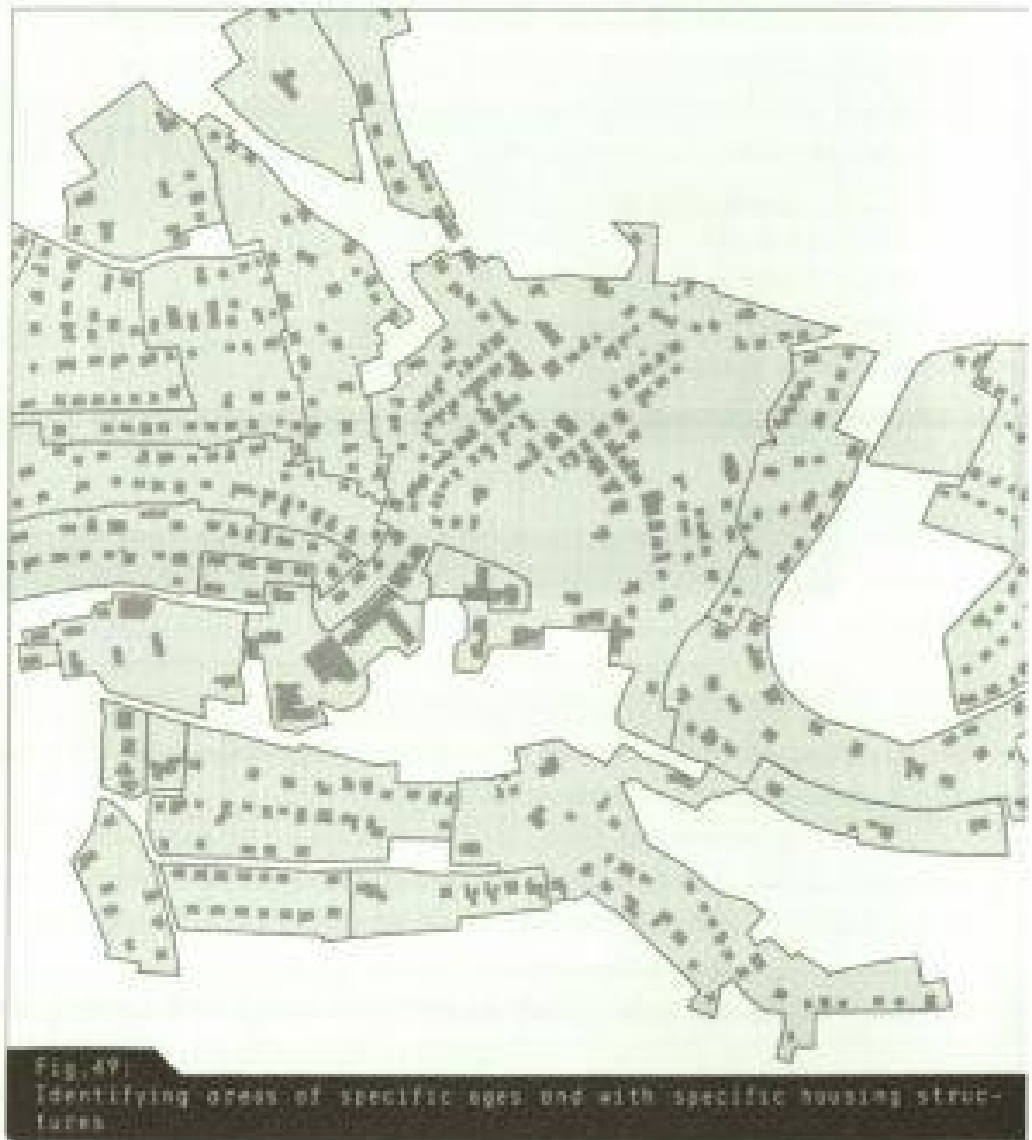 Fig.49:
Identifying areas of specific ages and with specific housing struc-
tures